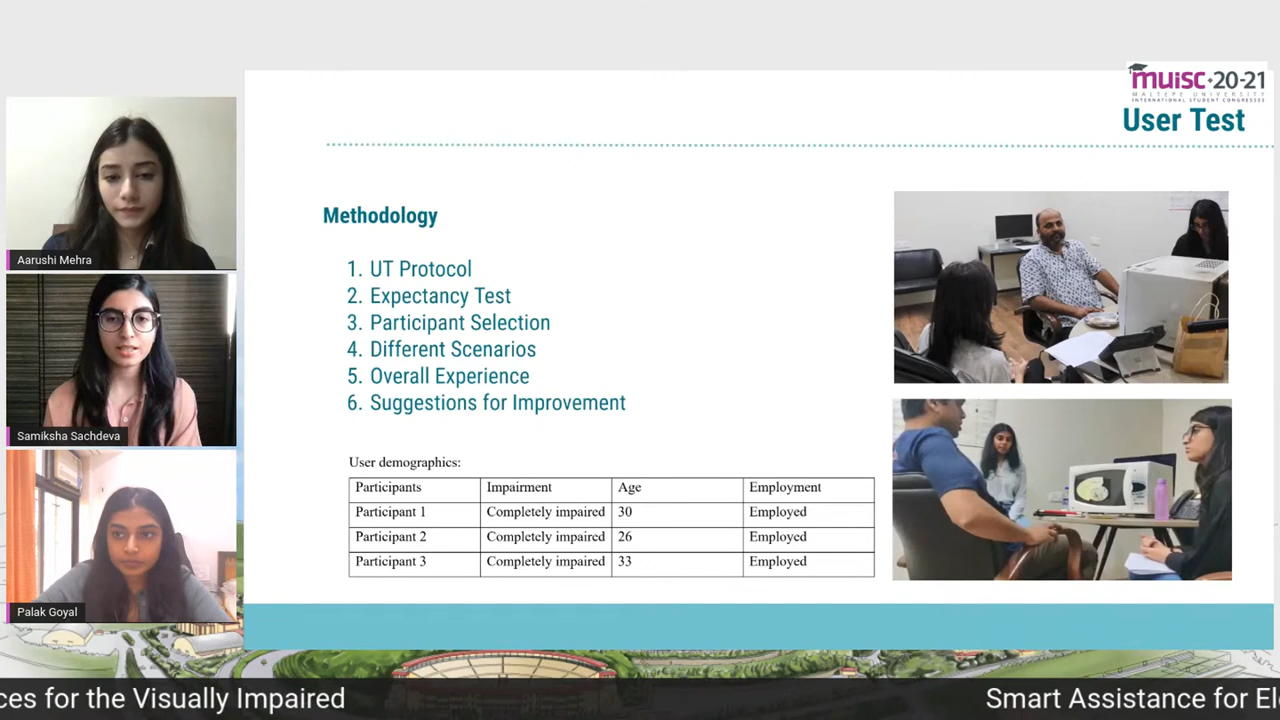 muisc 20-21
MALTEPE UNIVERSITY
INTERNATIONAL STUDENT CONGRESSES
User Test
Aarushi Mehra
Samiksha Sachdeva
Palak Goyal
Methodology
1. UT Protocol
2. Expectancy Test
3. Participant Selection
4. Different Scenarios
5. Overall Experience
6. Suggestions for Improvement
User demographics:
Participants Impairment Age Employment
Participant 1 Completely impaired 30 Employed
Participant 2 Completely impaired 26 Employed
Participant 3 Completely impaired 33 Employed
ces for the Visually Impaired Smart Assistance for Ele